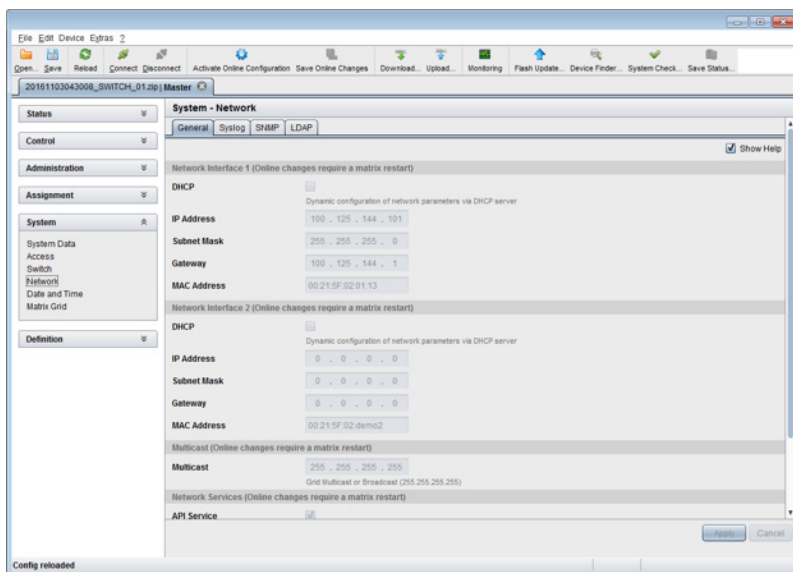 File Edit Device Extras ?
Open... Save Reload Connect Disconnect Activate Online Configuration Save Online Changes Download... Upload... Monitoring Flash Update... Device Finder... System Check... Save Status...
20161103043008_SWITCH_01.zip | Master
Status
Control
Administration
Assignment
System
System Data
Access
Switch
Network
Date and Time
Matrix Grid
Definition
System - Network
General Syslog SNMP LDAP
Show Help
Network Interface 1 (Online changes require a matrix restart)
DHCP
Dynamic configuration of network parameters via DHCP server
IP Address 100 . 125 . 144 . 101
Subnet Mask 255 . 255 . 255 . 0
Gateway 100 . 125 . 144 . 1
MAC Address 00:21:5F:02:01:13
Network Interface 2 (Online changes require a matrix restart)
DHCP
Dynamic configuration of network parameters via DHCP server
IP Address 0 . 0 . 0 . 0
Subnet Mask 0 . 0 . 0 . 0
Gateway 0 . 0 . 0 . 0
MAC Address 00:21:5F:02:demo2
Multicast (Online changes require a matrix restart)
Multicast 255 . 255 . 255 . 255
Grid Multicast or Broadcast (255.255.255.255)
Network Services (Online changes require a matrix restart)
API Service
Apply Cancel
Config reloaded